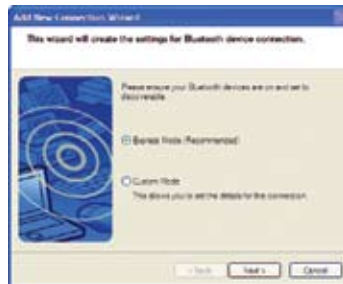 Add New Connection Wizard
This wizard will create the settings for Bluetooth device connection.
Please ensure your Bluetooth devices are on and set to
discoverable.
Express Mode (Recommended)
Custom Mode
This allows you to set the details for the connection.
< Back
Next >
Cancel